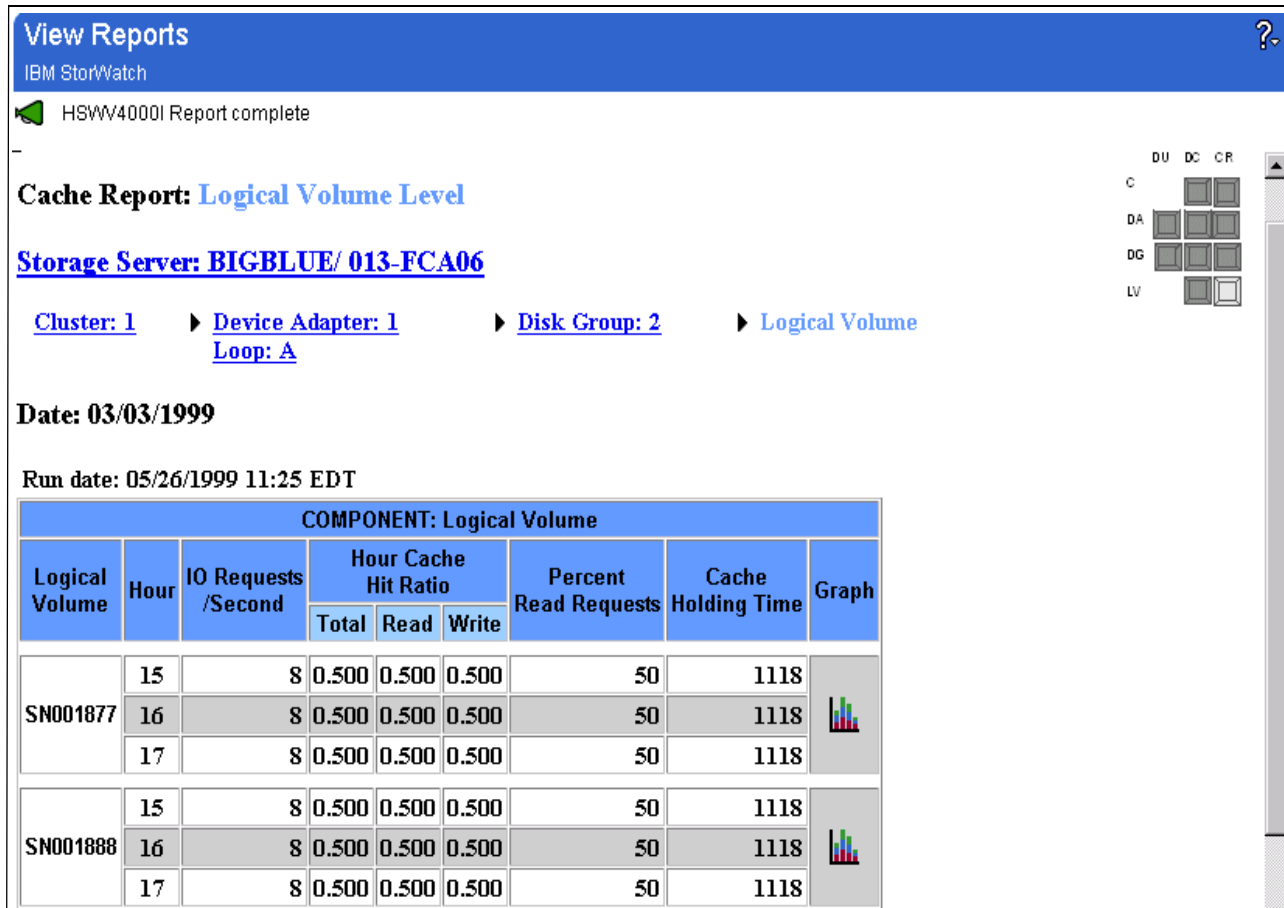 View Reports
?
IBM StorWatch
HSWV4000I Report complete
DU DC CR
C
DA
DG
LV
Cache Report: Logical Volume Level
Storage Server: BIGBLUE/ 013-FCA06
Cluster: 1 Device Adapter: 1 Disk Group: 2 Logical Volume
Loop: A
Date: 03/03/1999
Run date: 05/26/1999 11:25 EDT
COMPONENT: Logical Volume
Logical Volume Hour IO Requests /Second Hour Cache Hit Ratio Percent Read Requests Cache Holding Time Graph
Total Read Write
SN001877
15 8 0.500 0.500 0.500 50 1118
16 8 0.500 0.500 0.500 50 1118
17 8 0.500 0.500 0.500 50 1118
SN001888
15 8 0.500 0.500 0.500 50 1118
16 8 0.500 0.500 0.500 50 1118
17 8 0.500 0.500 0.500 50 1118